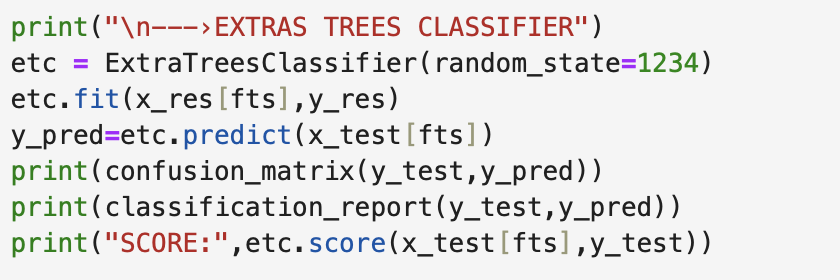 print("\n---›EXTRAS TREES CLASSIFIER")
etc = ExtraTreesClassifier(random_state=1234)
etc.fit(x_res[fts],y_res)
y_pred=etc.predict(x_test[fts])
print(confusion_matrix(y_test,y_pred))
print(classification_report(y_test,y_pred))
print("SCORE:",etc.score(x_test[fts],y_test))